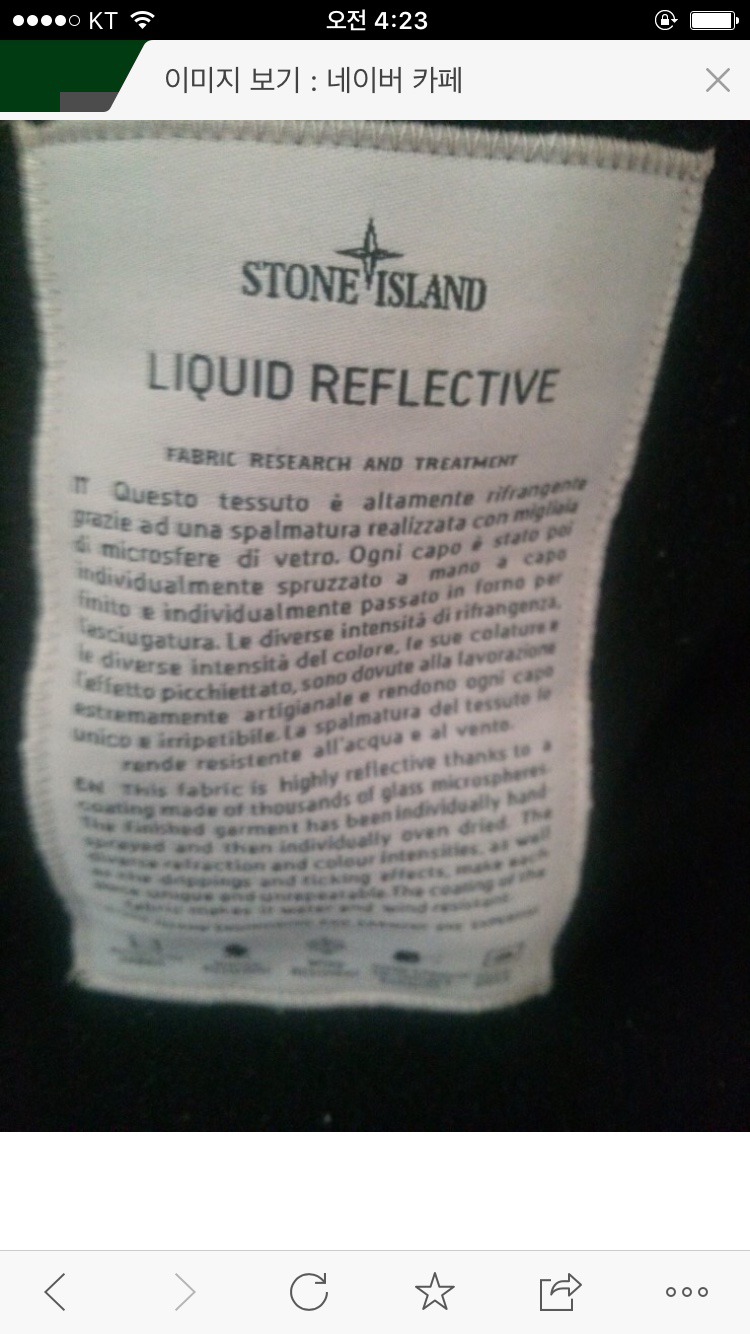 KT
오전 4:23
이미지 보기 : 네이버 카페
STONE ISLAND
LIQUID REFLECTIVE
FABRIC RESEARCH AND TREATMENT
IT Questo tessuto è altamente rifrangente
grazie ad una spalmatura realizzata con migliaia
di microsfere di vetro. Ogni capo è stato poi
individualmente spruzzato a mano a capo
finito e individualmente passato in forno per
l'asciugatura. Le diverse intensità di rifrangenza,
le diverse intensità del colore, le sue colature e
l'effetto picchiettato, sono dovute alla lavorazione
estremamente artigianale e rendono ogni capo
unico e irripetibile. La spalmatura del tessuto lo
rende resistente all'acqua e al vento.
EN This fabric is highly reflective thanks to a
coating made of thousands of glass microspheres.
The finished garment has been individually hand
sprayed and then individually oven dried. The
diverse refraction and colour intensities, as well
as the drippings and ticking effects, make each
piece unique and unrepeatable. The coating of the
fabric makes it water and wind resistant.